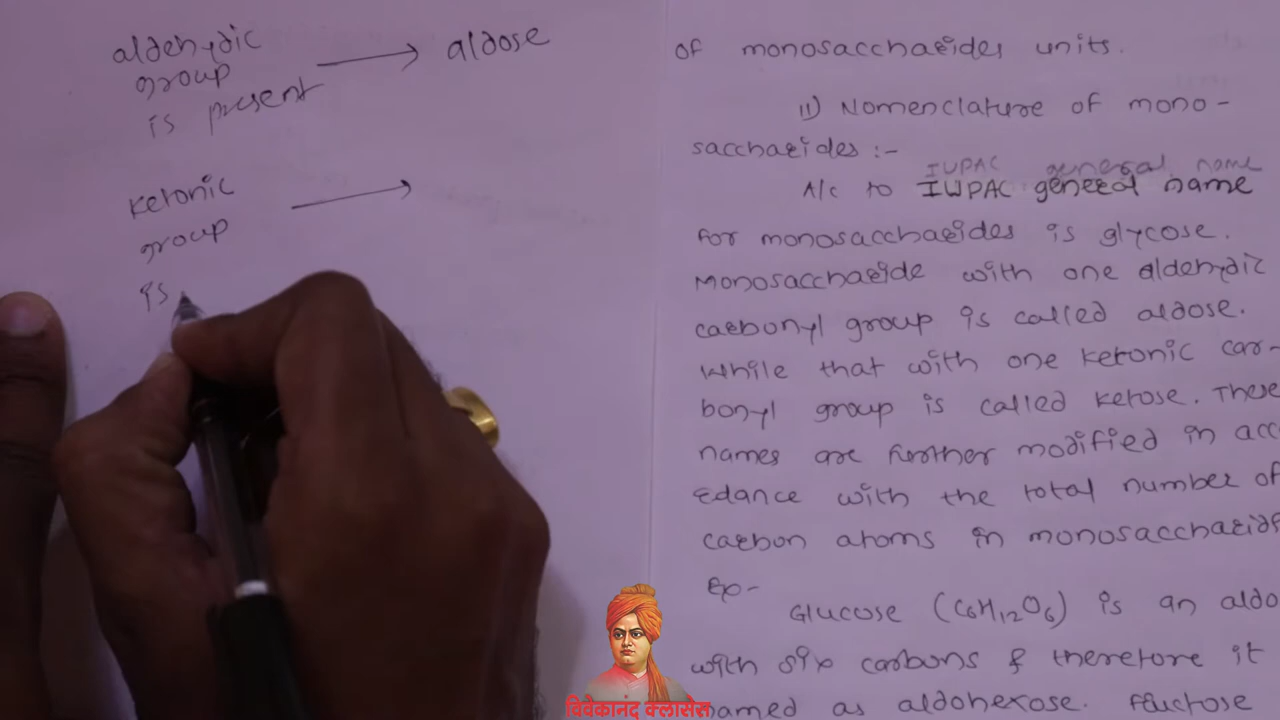 aldehydic
group
is present
aldose
ketonic
group
is
of monosaccharides units.
11) Nomenclature of mono-
saccharides :-
IUPAC general name
A/c to IUPAC general name
for monosaccharides is glycose.
Monosaccharide with one aldehydic
carbonyl group is called aldose.
While that with one ketonic car-
bonyl group is called ketose. These
names are further modified in acc
edance with the total number of
carbon atoms in monosaccharid
Ex-
Glucose (C6H12O6) is an aldo
with six carbons & therefore it
named as aldohexose. Fructose
विवेकानंद क्लासेस